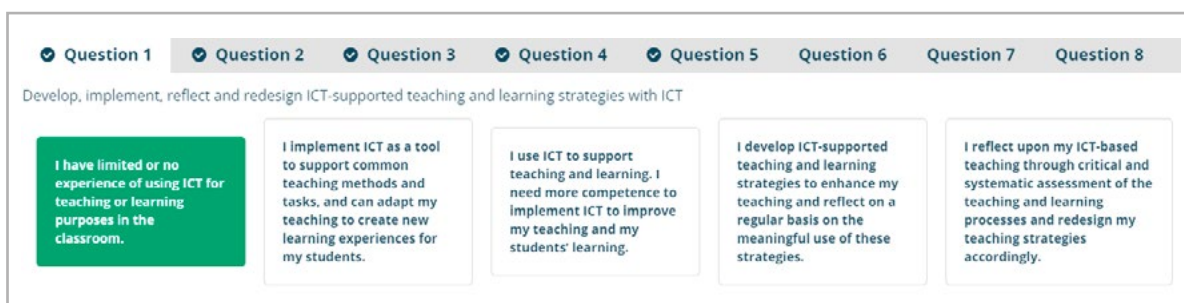 Question 1 Question 2 Question 3 Question 4 Question 5 Question 6 Question 7 Question 8
Develop, implement, reflect and redesign ICT-supported teaching and learning strategies with ICT
I have limited or no
experience of using ICT for
teaching or learning
purposes in the
classroom.
I implement ICT as a tool
to support common
teaching methods and
tasks, and can adapt my
teaching to create new
learning experiences for
my students.
I use ICT to support
teaching and learning. I
need more competence to
implement ICT to improve
my teaching and my
students' learning.
I develop ICT-supported
teaching and learning
strategies to enhance my
teaching and reflect on a
regular basis on the
meaningful use of these
strategies.
I reflect upon my ICT-based
teaching through critical and
systematic assessment of the
teaching and learning
processes and redesign my
teaching strategies
accordingly.